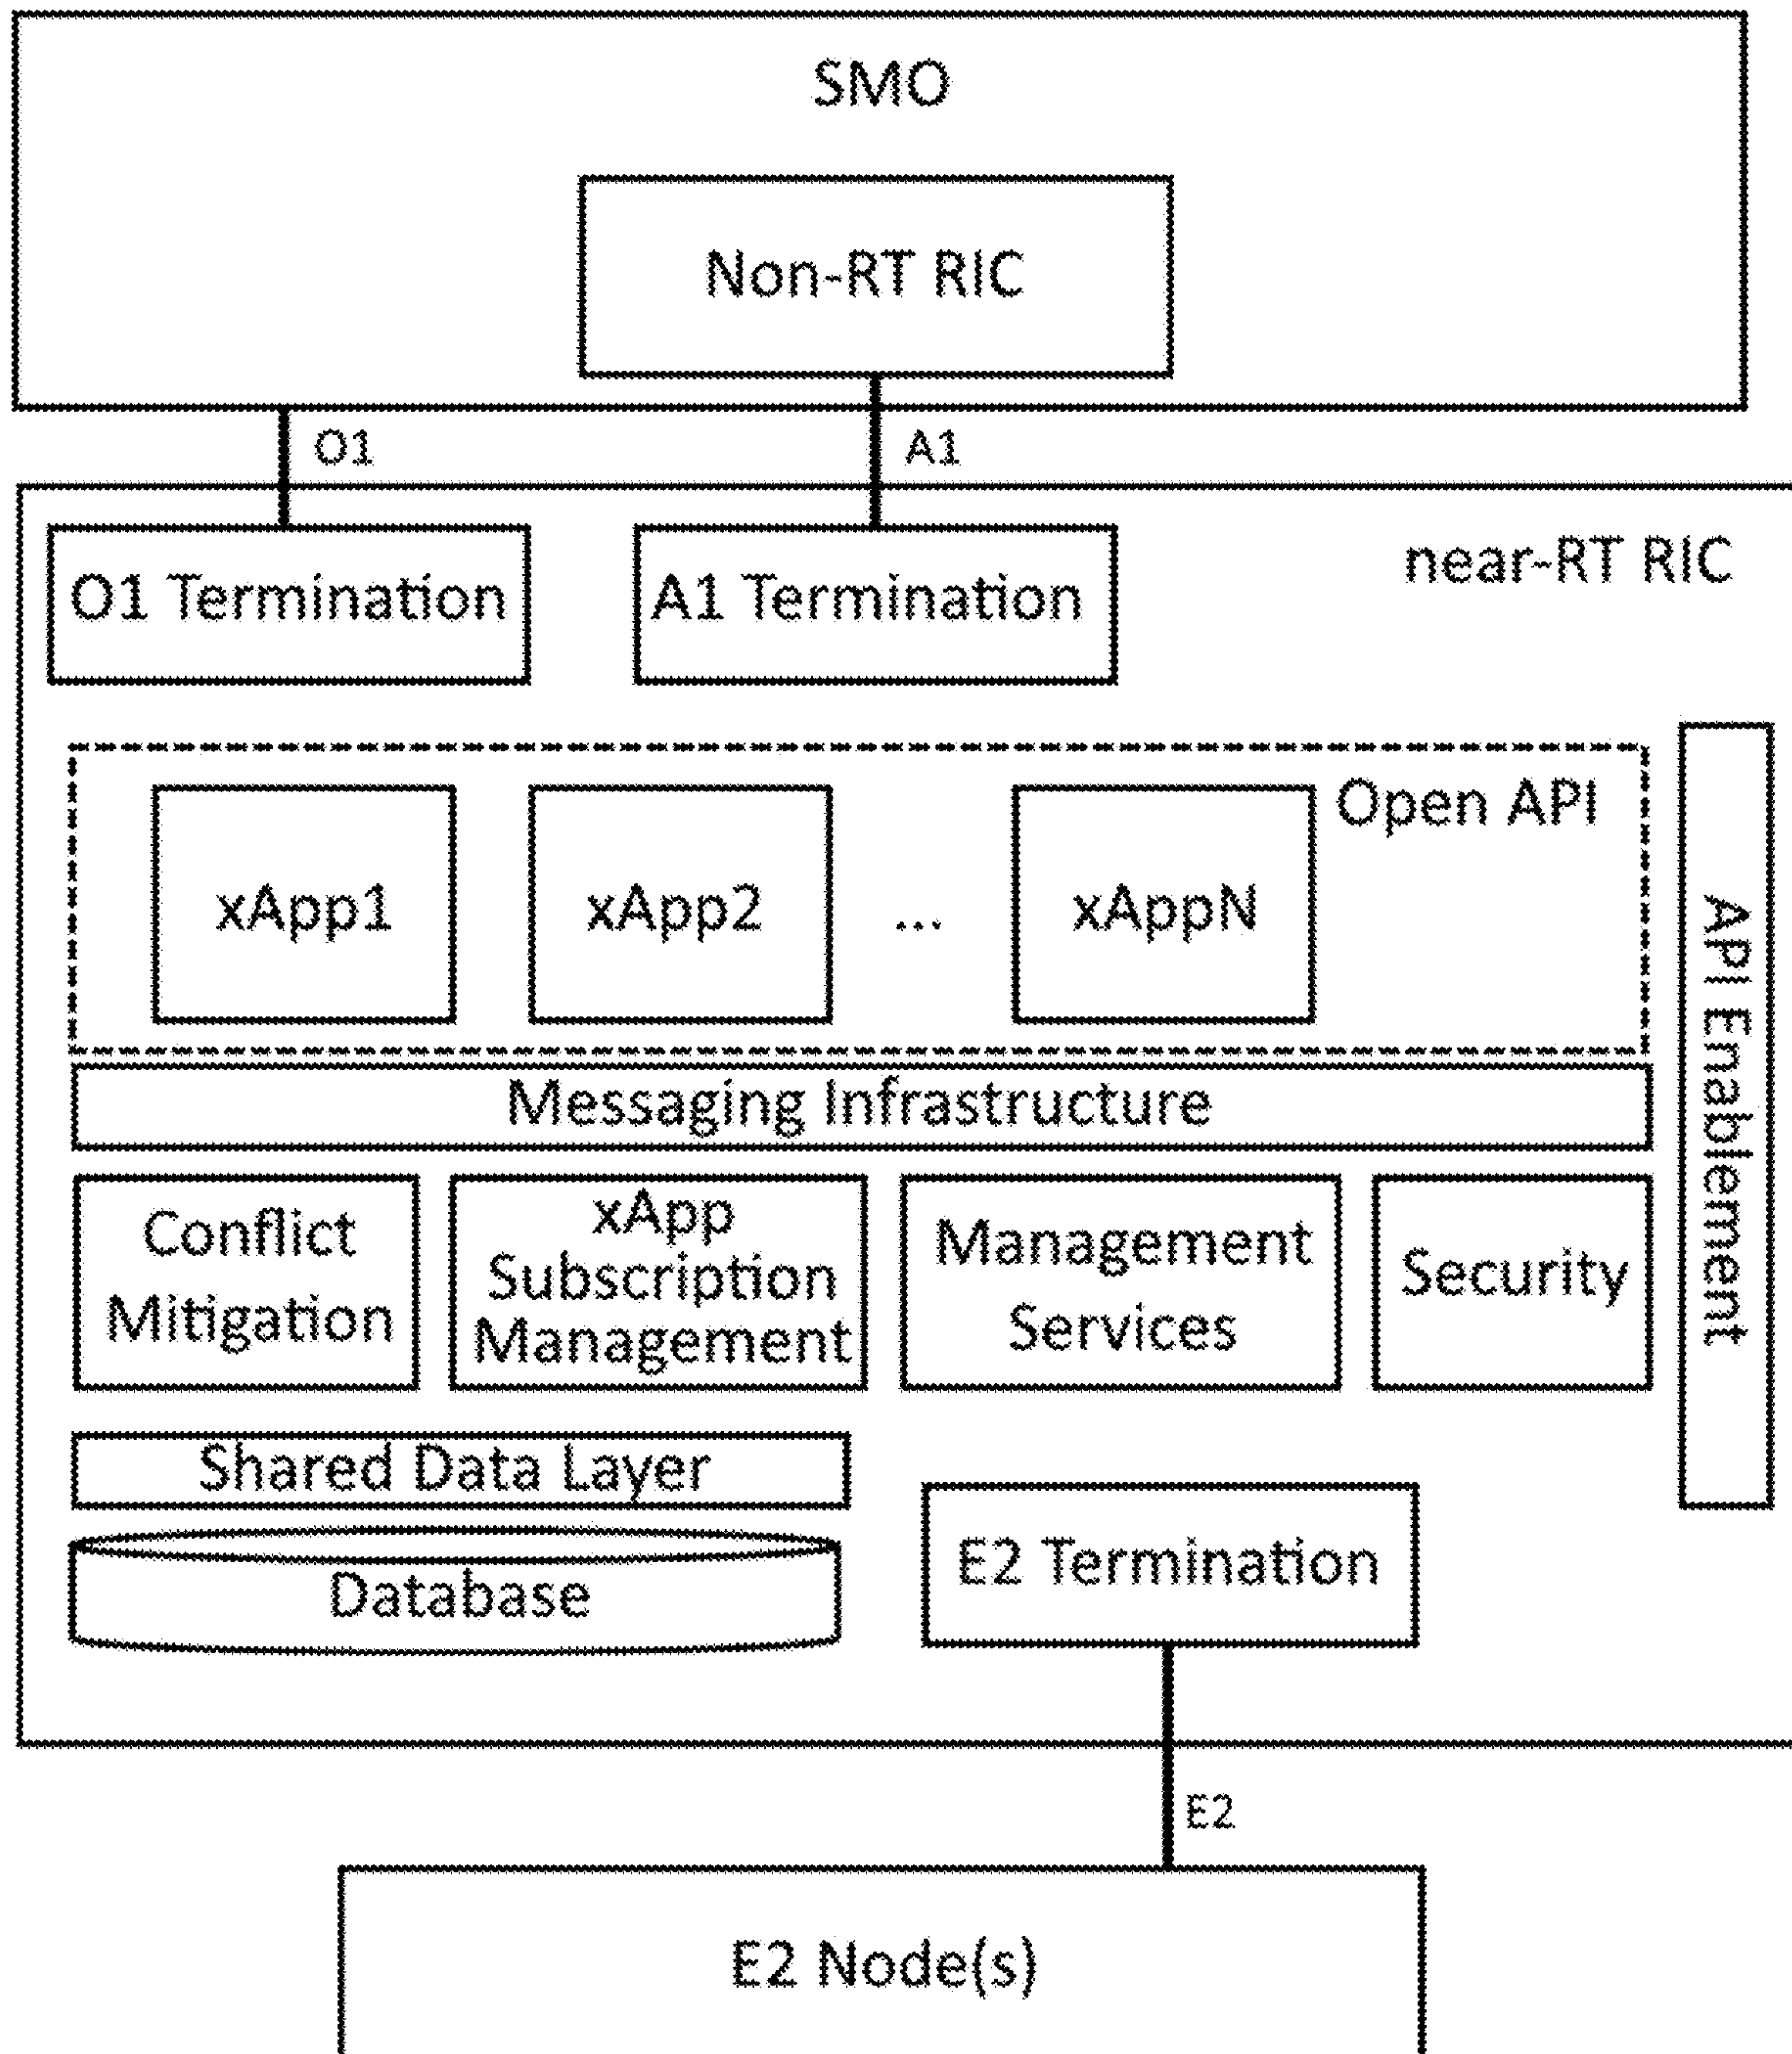 SMO
Non-RT RIC
O1
A1
near-RT RIC
O1 Termination
A1 Termination
Open API
xApp1
xApp2
...
xAppN
API Enablement
Messaging Infrastructure
Conflict
Mitigation
xApp
Subscription
Management
Management
Services
Security
Shared Data Layer
Database
E2 Termination
E2
E2 Node(s)